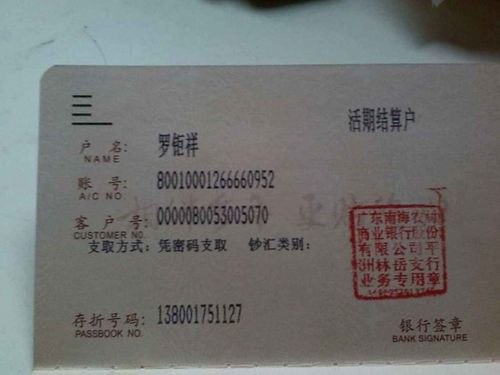 活期结算户
户 名: 罗钜祥
NAME
账 号: 80010001266660952
A/C NO.
客 户 号: 0000080053005070
CUSTOMER NO.
支取方式: 凭密码支取 钞汇类别:
广东南海农村
商业银行股份
有限公司平
洲林岳支行
业务专用章
存折号码: 138001751127
PASSBOOK NO.
银行签章
BANK SIGNATURE